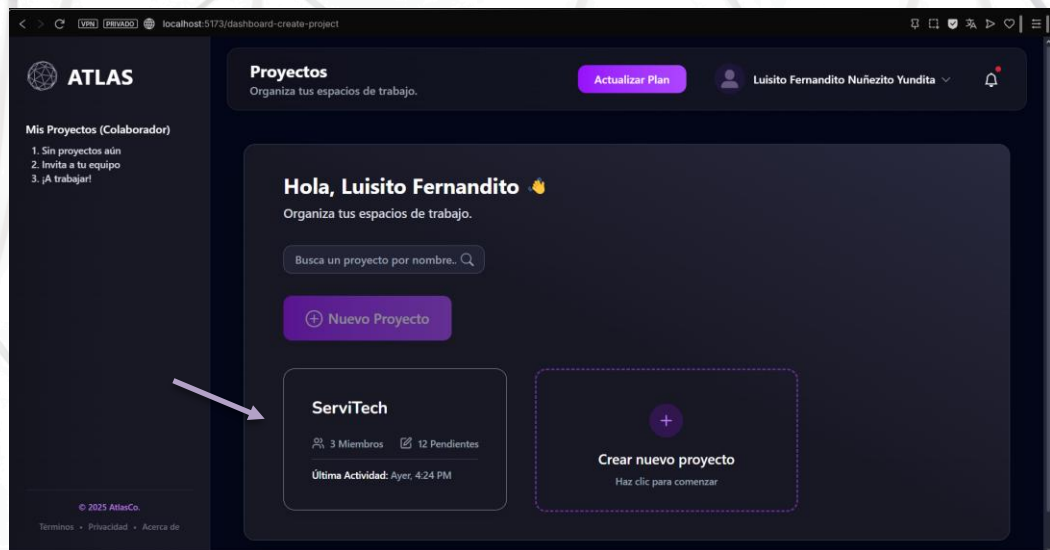 VPN PRIVADO localhost:5173/dashboard-create-project
ATLAS
Proyectos
Organiza tus espacios de trabajo.
Actualizar Plan
Luisito Fernandito Nuñezito Yundita
Mis Proyectos (Colaborador)
1. Sin proyectos aún
2. Invita a tu equipo
3. ¡A trabajar!
Hola, Luisito Fernandito 👋
Organiza tus espacios de trabajo.
Busca un proyecto por nombre..
Nuevo Proyecto
ServiTech
3 Miembros 12 Pendientes
Última Actividad: Ayer, 4:24 PM
Crear nuevo proyecto
Haz clic para comenzar
© 2025 AtlasCo.
Términos • Privacidad • Acerca de